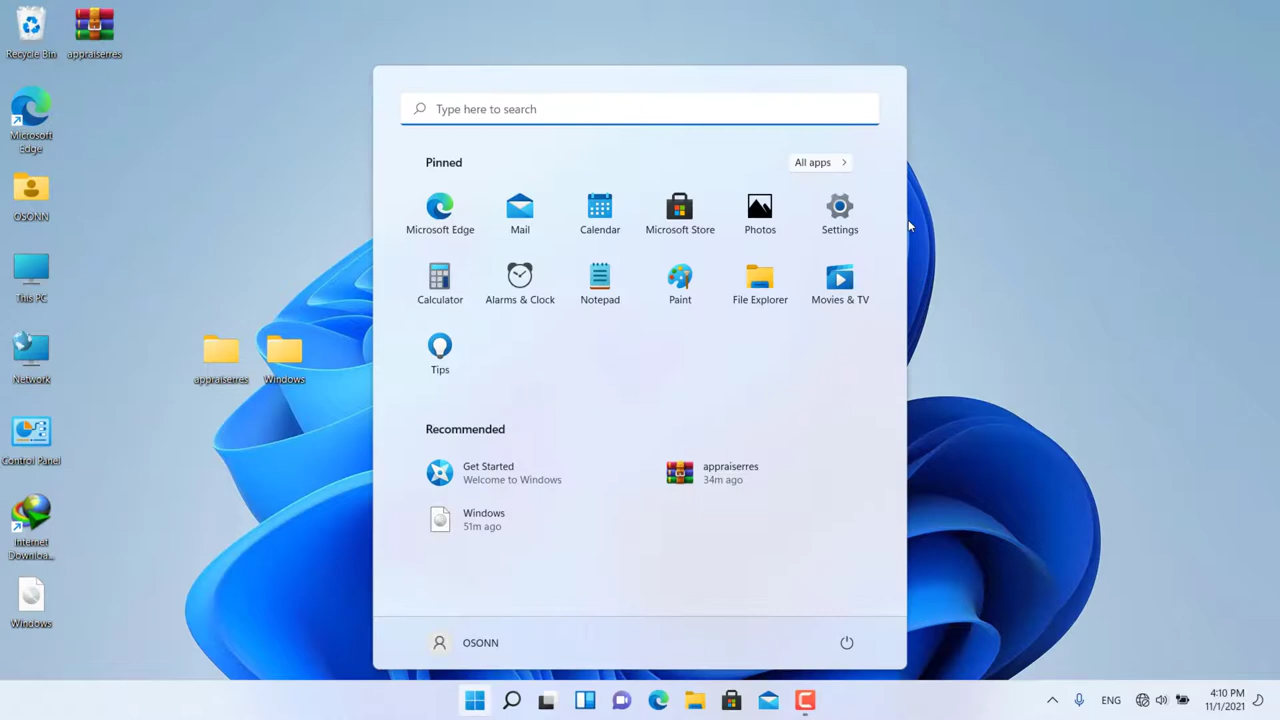 Recycle Bin
appraiserres
Microsoft
Edge
OSONN
This PC
Network
Control Panel
Internet
Downloa...
Windows
appraiserres
Windows
Type here to search
Pinned
All apps
Microsoft Edge
Mail
Calendar
Microsoft Store
Photos
Settings
Calculator
Alarms & Clock
Notepad
Paint
File Explorer
Movies & TV
Tips
Recommended
Get Started
Welcome to Windows
appraiserres
34m ago
Windows
51m ago
OSONN
ENG
4:10 PM
11/1/2021